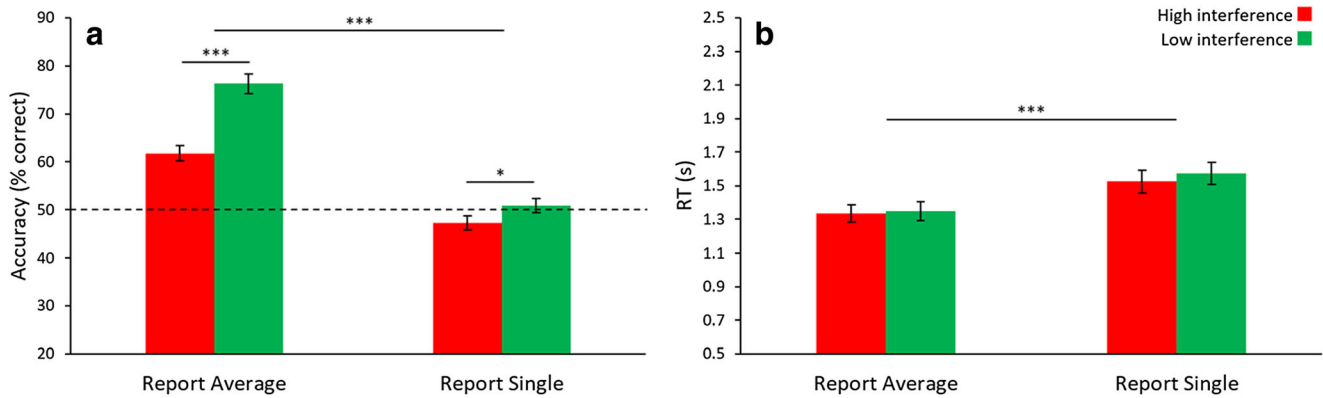 a
Accuracy (% correct)
90
80
70
60
50
40
30
20
***
***
*
Report Average
Report Single
b
High interference
Low interference
RT (s)
2.5
2.3
2.1
1.9
1.7
1.5
1.3
1.1
0.9
0.7
0.5
***
Report Average
Report Single